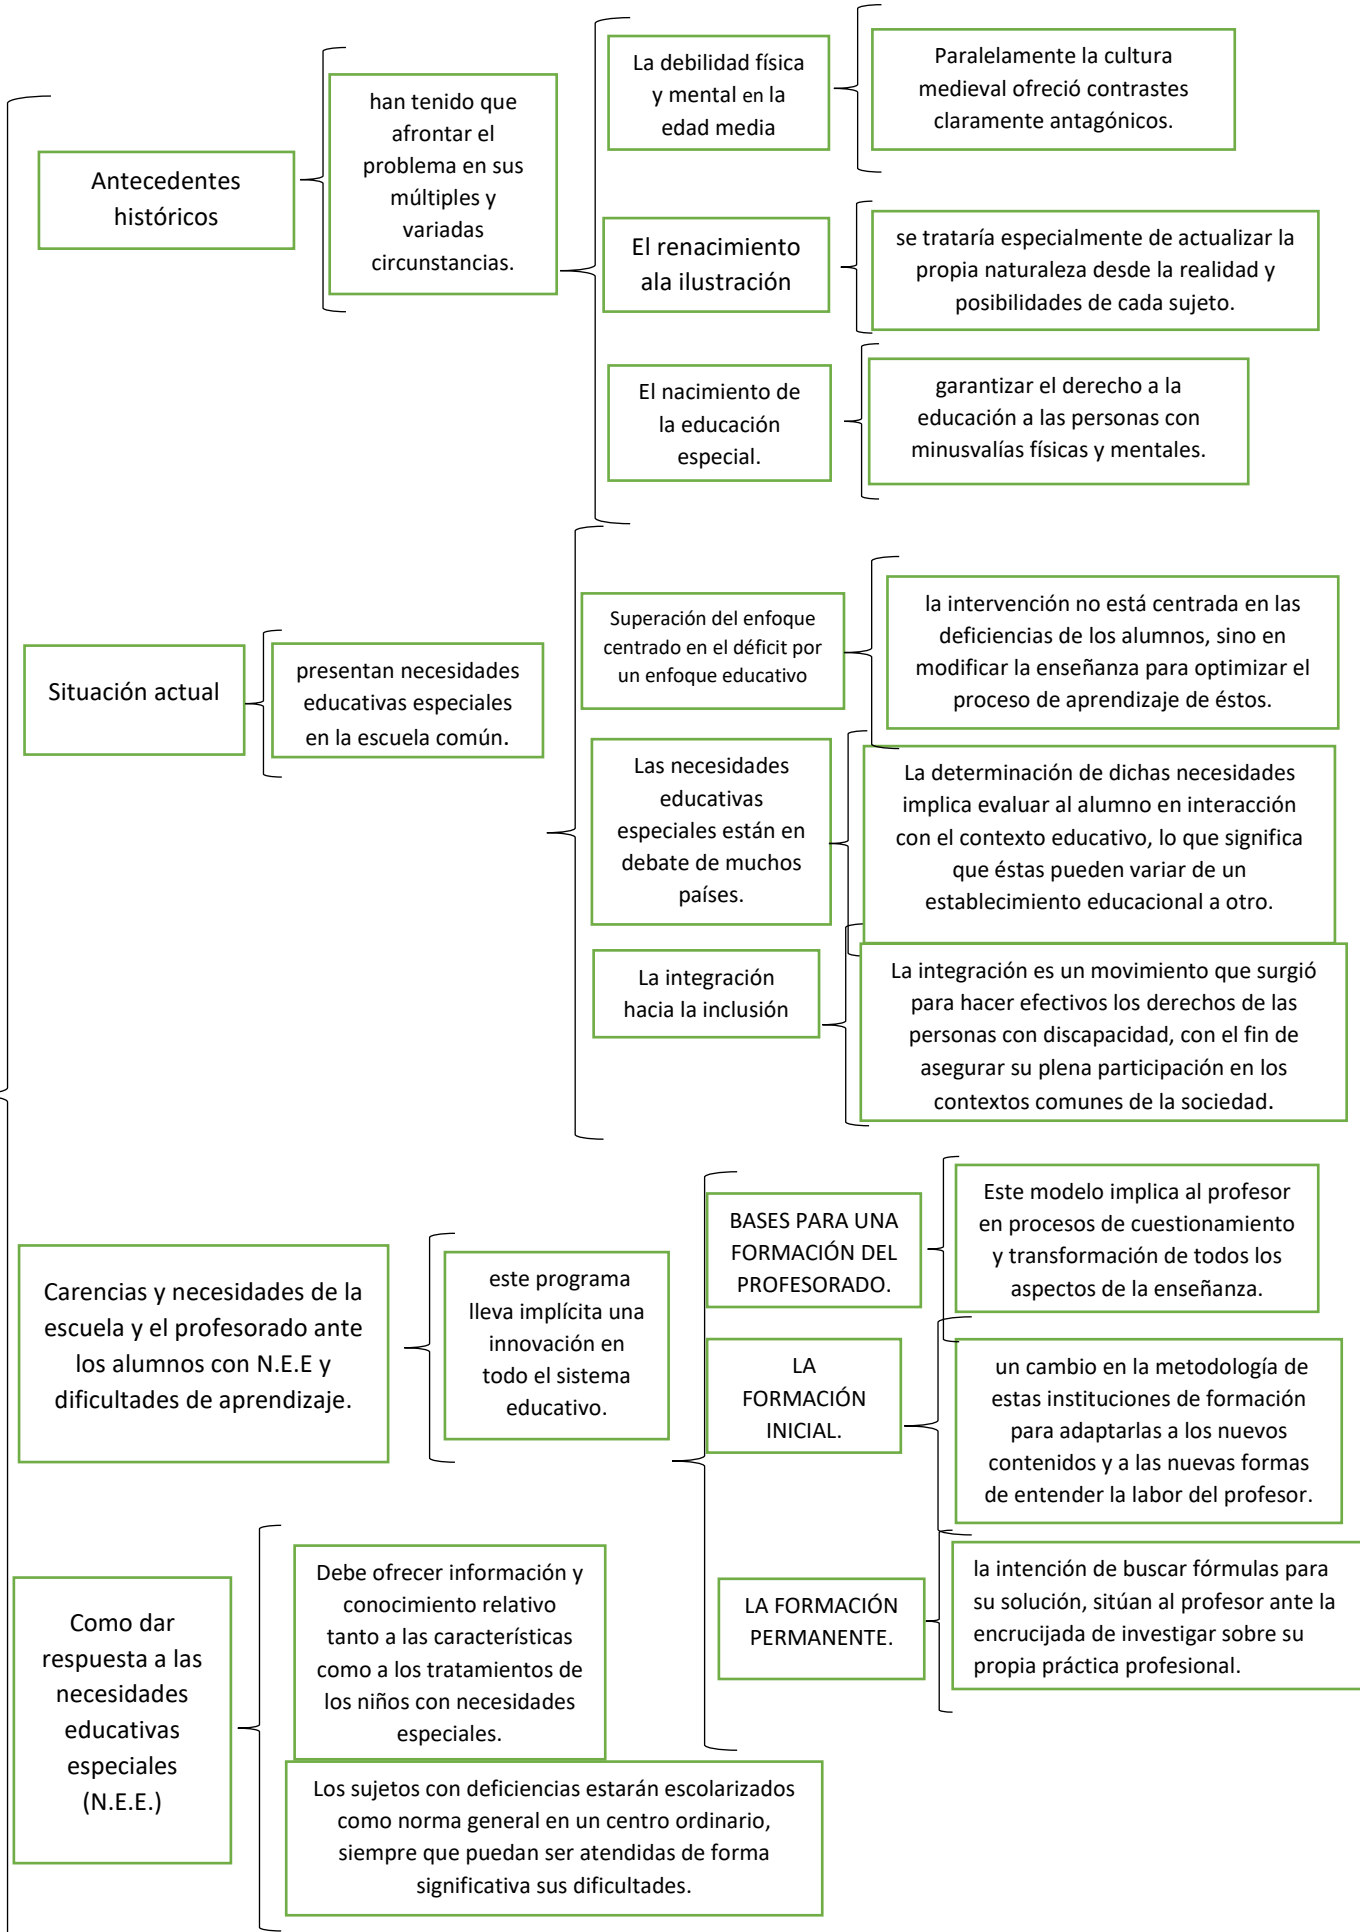 Antecedentes
históricos
han tenido que
afrontar el
problema en sus
múltiples y
variadas
circunstancias.
La debilidad física
y mental en la
edad media
Paralelamente la cultura
medieval ofreció contrastes
claramente antagónicos.
El renacimiento
ala ilustración
se trataría especialmente de actualizar la
propia naturaleza desde la realidad y
posibilidades de cada sujeto.
El nacimiento de
la educación
especial.
garantizar el derecho a la
educación a las personas con
minusvalías físicas y mentales.
Situación actual
presentan necesidades
educativas especiales
en la escuela común.
Superación del enfoque
centrado en el déficit por
un enfoque educativo
la intervención no está centrada en las
deficiencias de los alumnos, sino en
modificar la enseñanza para optimizar el
proceso de aprendizaje de éstos.
Las necesidades
educativas
especiales están en
debate de muchos
países.
La determinación de dichas necesidades
implica evaluar al alumno en interacción
con el contexto educativo, lo que significa
que éstas pueden variar de un
establecimiento educacional a otro.
La integración
hacia la inclusión
La integración es un movimiento que surgió
para hacer efectivos los derechos de las
personas con discapacidad, con el fin de
asegurar su plena participación en los
contextos comunes de la sociedad.
Carencias y necesidades de la
escuela y el profesorado ante
los alumnos con N.E.E y
dificultades de aprendizaje.
este programa
lleva implícita una
innovación en
todo el sistema
educativo.
BASES PARA UNA
FORMACIÓN DEL
PROFESORADO.
Este modelo implica al profesor
en procesos de cuestionamiento
y transformación de todos los
aspectos de la enseñanza.
LA
FORMACIÓN
INICIAL.
un cambio en la metodología de
estas instituciones de formación
para adaptarlas a los nuevos
contenidos y a las nuevas formas
de entender la labor del profesor.
LA FORMACIÓN
PERMANENTE.
la intención de buscar fórmulas para
su solución, sitúan al profesor ante la
encrucijada de investigar sobre su
propia práctica profesional.
Como dar
respuesta a las
necesidades
educativas
especiales
(N.E.E.)
Debe ofrecer información y
conocimiento relativo
tanto a las características
como a los tratamientos de
los niños con necesidades
especiales.
Los sujetos con deficiencias estarán escolarizados
como norma general en un centro ordinario,
siempre que puedan ser atendidas de forma
significativa sus dificultades.